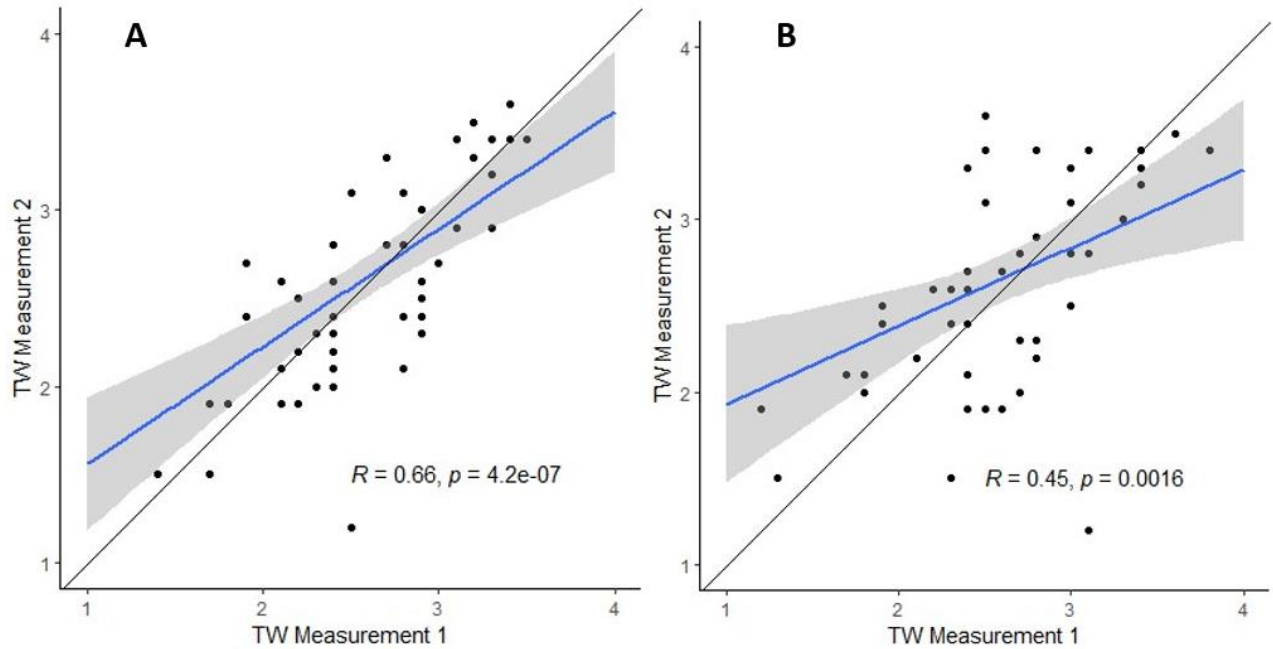 A
4
3
2
1
TW Measurement 2
R = 0.66, p = 4.2e-07
1 2 3 4
TW Measurement 1
B
4
3
2
1
TW Measurement 2
R = 0.45, p = 0.0016
1 2 3 4
TW Measurement 1